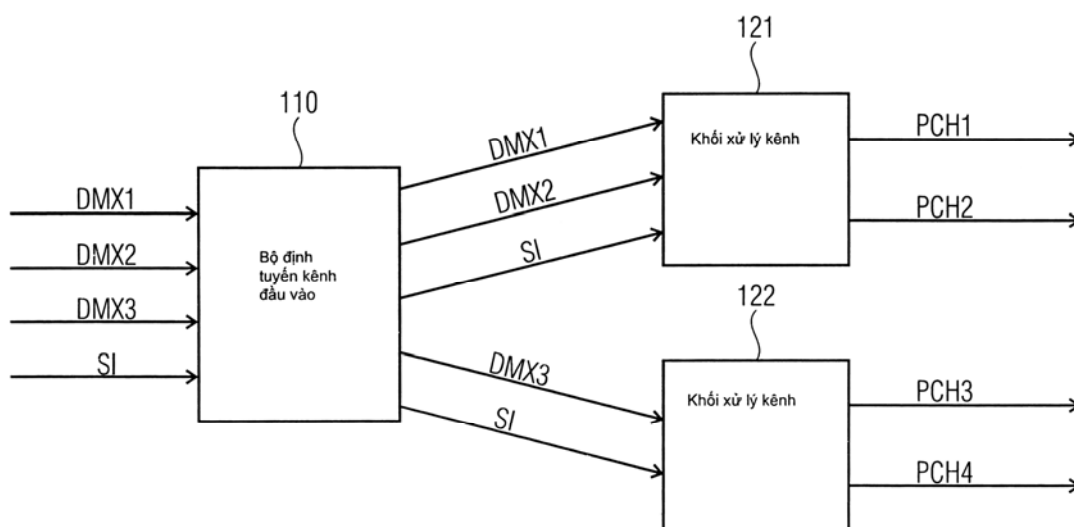 121
110
DMX1
DMX2
SI
Khối xử lý kênh
PCH1
PCH2
DMX1
DMX2
DMX3
SI
Bộ định
tuyến kênh
đầu vào
122
DMX3
SI
Khối xử lý kênh
PCH3
PCH4